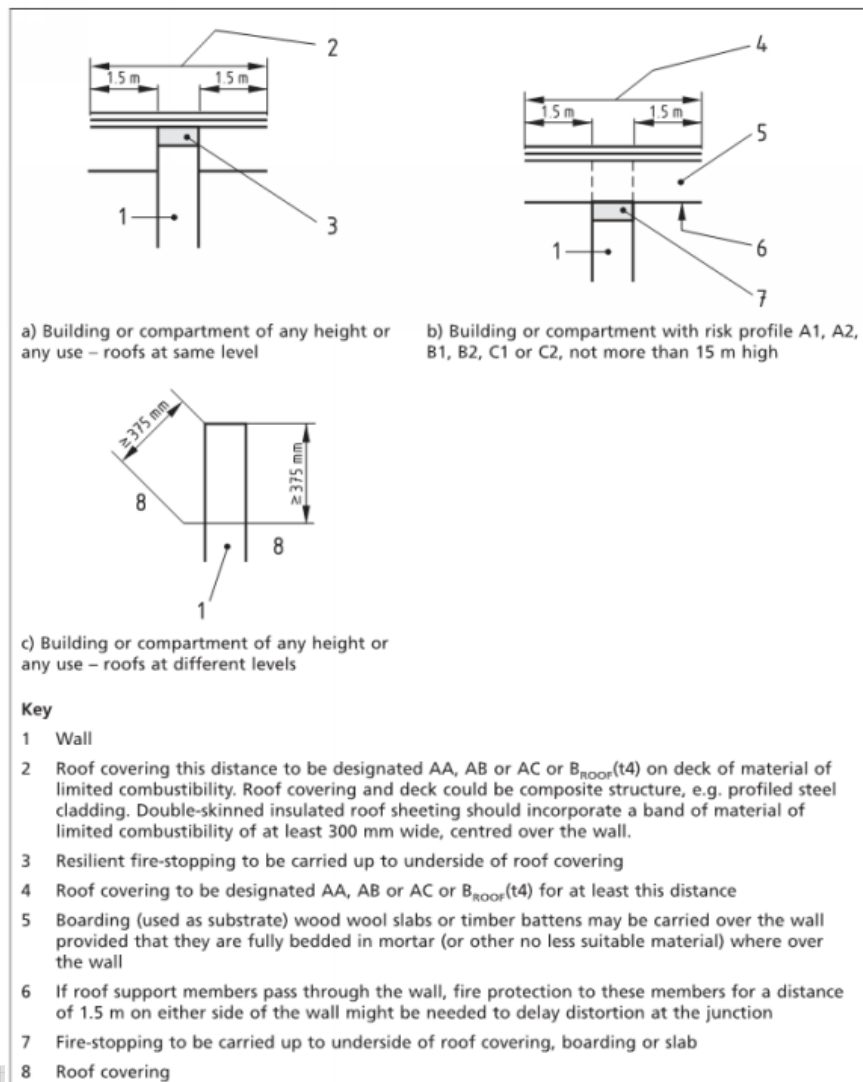 2
1.5 m
1.5 m
1
3
a) Building or compartment of any height or
any use – roofs at same level
4
1.5 m
1.5 m
5
1
6
7
b) Building or compartment with risk profile A1, A2,
B1, B2, C1 or C2, not more than 15 m high
≥375 mm
≥375 mm
8
8
1
c) Building or compartment of any height or
any use – roofs at different levels
Key
1 Wall
2 Roof covering this distance to be designated AA, AB or AC or BROOF(t4) on deck of material of
limited combustibility. Roof covering and deck could be composite structure, e.g. profiled steel
cladding. Double-skinned insulated roof sheeting should incorporate a band of material of
limited combustibility of at least 300 mm wide, centred over the wall.
3 Resilient fire-stopping to be carried up to underside of roof covering
4 Roof covering to be designated AA, AB or AC or BROOF(t4) for at least this distance
5 Boarding (used as substrate) wood wool slabs or timber battens may be carried over the wall
provided that they are fully bedded in mortar (or other no less suitable material) where over
the wall
6 If roof support members pass through the wall, fire protection to these members for a distance
of 1.5 m on either side of the wall might be needed to delay distortion at the junction
7 Fire-stopping to be carried up to underside of roof covering, boarding or slab
8 Roof covering